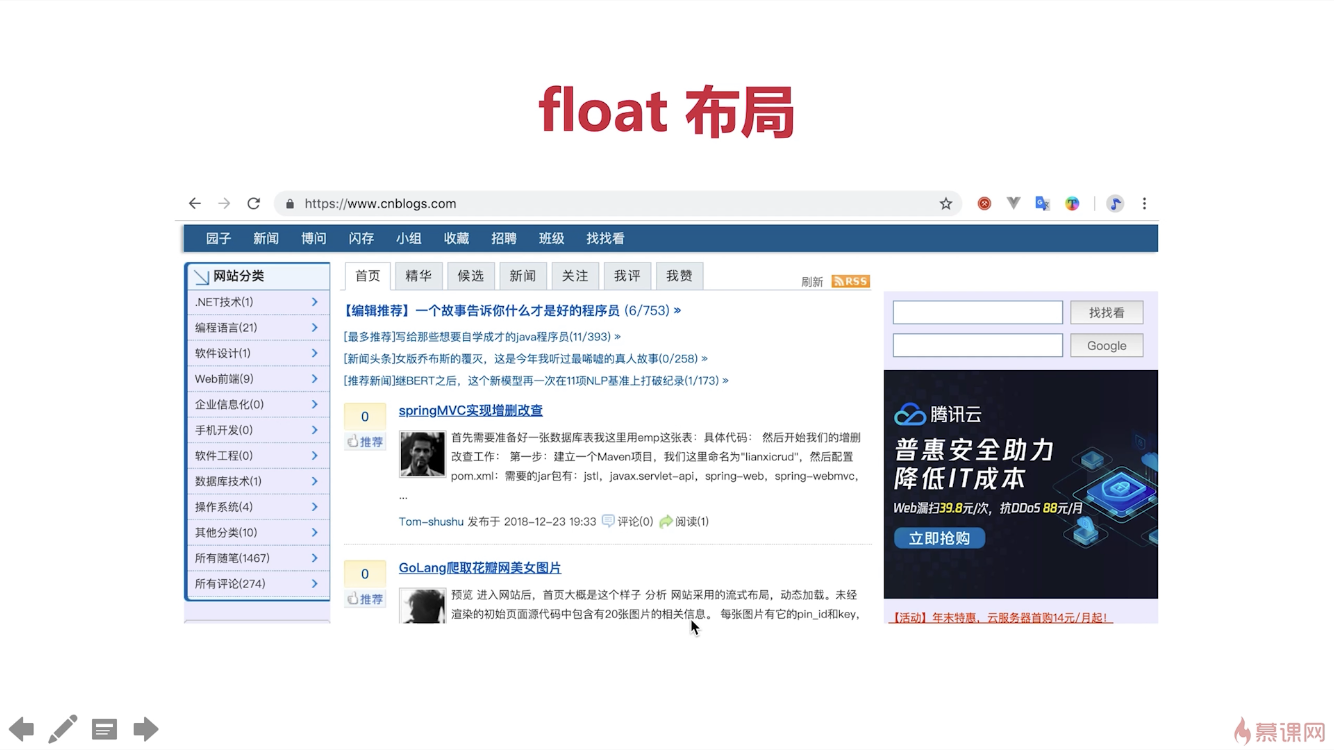 float 布局
https://www.cnblogs.com
园子 新闻 博问 闪存 小组 收藏 招聘 班级 找找看
网站分类
.NET技术(1)
编程语言(21)
软件设计(1)
Web前端(9)
企业信息化(0)
手机开发(0)
软件工程(0)
数据库技术(1)
操作系统(4)
其他分类(10)
所有随笔(1467)
所有评论(274)
首页 精华 候选 新闻 关注 我评 我赞
刷新 RSS
【编辑推荐】一个故事告诉你什么才是好的程序员 (6/753) »
[最多推荐]写给那些想要自学成才的java程序员(11/393) »
[新闻头条]女版乔布斯的覆灭，这是今年我听过最唏嘘的真人故事(0/258) »
[推荐新闻]继BERT之后，这个新模型再一次在11项NLP基准上打破纪录(1/173) »
0
推荐
springMVC实现增删改查
首先需要准备好一张数据库表我这里用emp这张表：具体代码： 然后开始我们的增删
改查工作： 第一步：建立一个Maven项目，我们这里命名为"lianxicrud"，然后配置
pom.xml：需要的jar包有：jstl，javax.servlet-api，spring-web，spring-webmvc，
...
Tom-shushu 发布于 2018-12-23 19:33 评论(0) 阅读(1)
0
推荐
GoLang爬取花瓣网美女图片
预览 进入网站后，首页大概是这个样子 分析 网站采用的流式布局，动态加载。未经
渲染的初始页面源代码中包含有20张图片的相关信息。 每张图片有它的pin_id和key,
找找看
Google
腾讯云
普惠安全助力
降低IT成本
Web漏扫39.8元/次，抗DDoS 88元/月
立即抢购
【活动】年末特惠，云服务器首购14元/月起！
慕课网